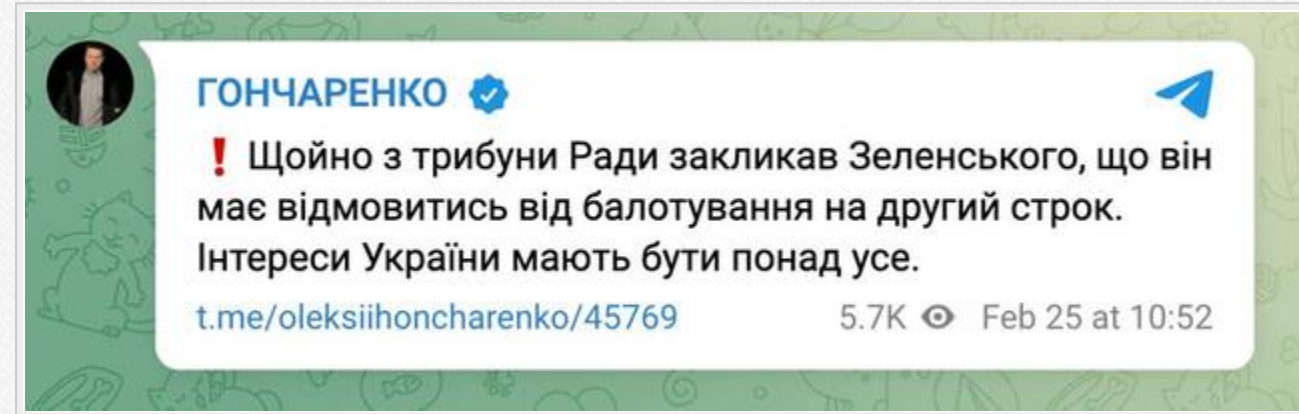 ГОНЧАРЕНКО
❗ Щойно з трибуни Ради закликав Зеленського, що він
має відмовитись від балотування на другий строк.
Інтереси України мають бути понад усе.
t.me/oleksiihoncharenko/45769 5.7K Feb 25 at 10:52